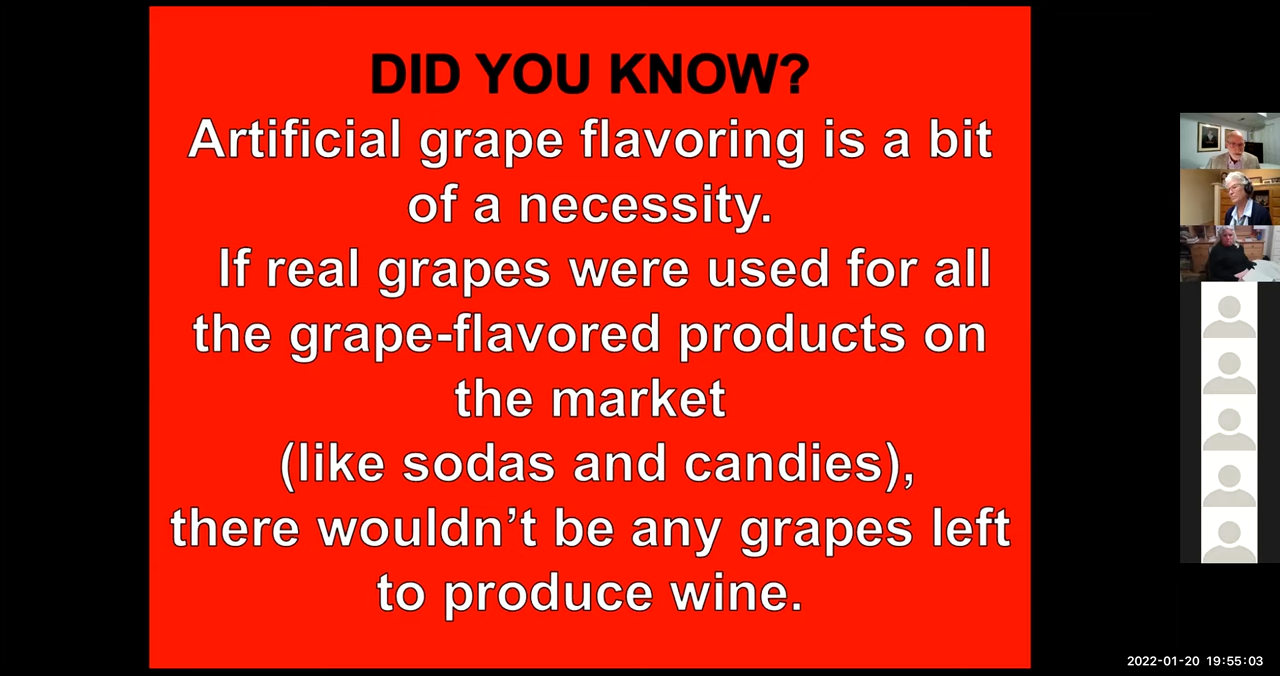 DID YOU KNOW?
Artificial grape flavoring is a bit
of a necessity.
If real grapes were used for all
the grape-flavored products on
the market
(like sodas and candies),
there wouldn’t be any grapes left
to produce wine.
2022-01-20 19:55:03